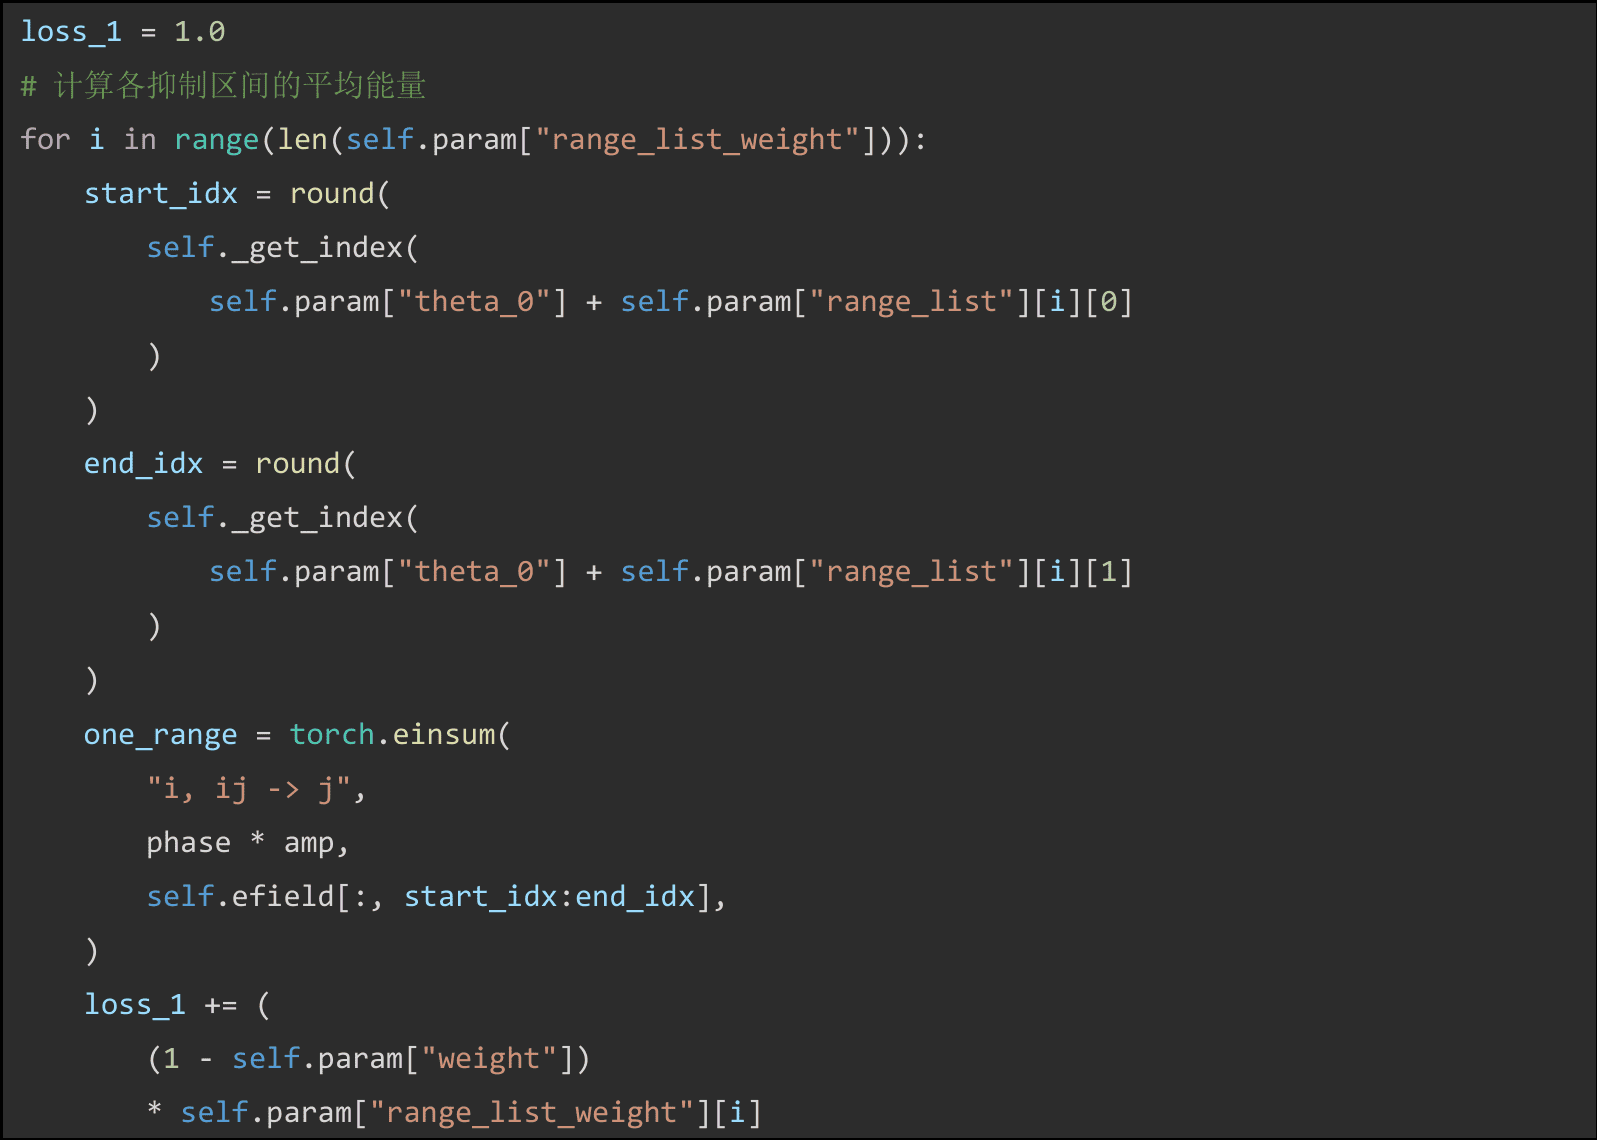 loss_1 = 1.0
# 计算各抑制区间的平均能量
for i in range(len(self.param["range_list_weight"])):
    start_idx = round(
        self._get_index(
            self.param["theta_0"] + self.param["range_list"][i][0]
        )
    )
    end_idx = round(
        self._get_index(
            self.param["theta_0"] + self.param["range_list"][i][1]
        )
    )
    one_range = torch.einsum(
        "i, ij -> j",
        phase * amp,
        self.efield[:, start_idx:end_idx],
    )
    loss_1 += (
        (1 - self.param["weight"])
        * self.param["range_list_weight"][i]